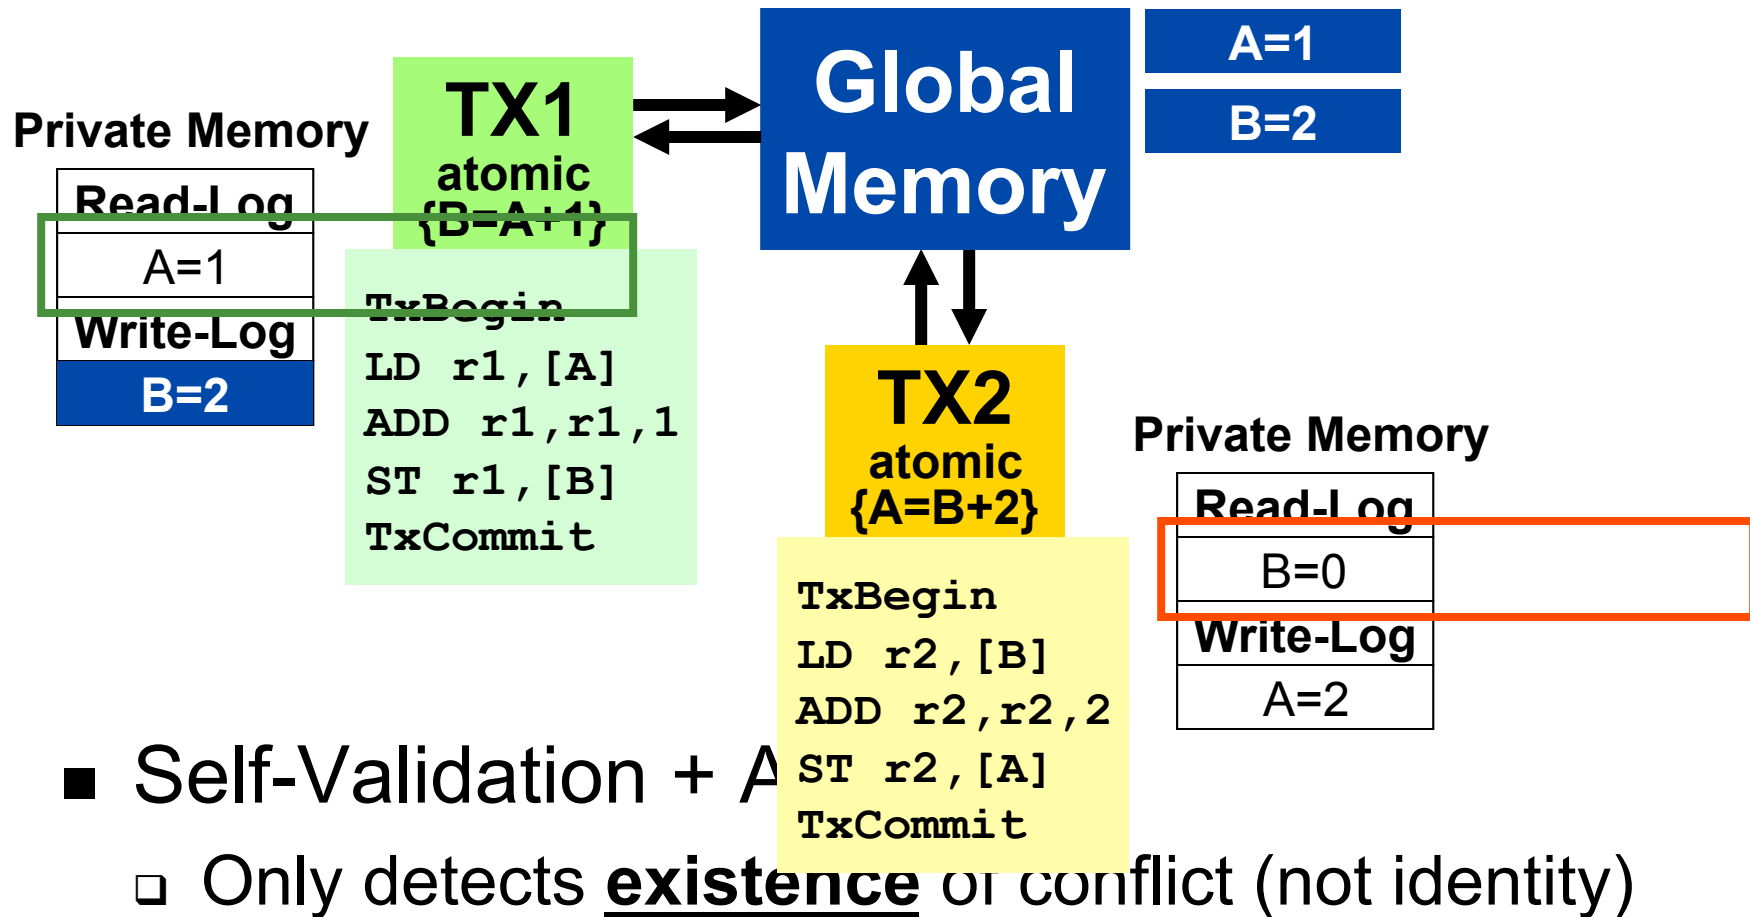 Global
Memory
A=1
B=2
TX1
atomic
{B=A+1}
Private Memory
Read-Log
A=1
Write-Log
B=2
TxBegin
LD r1,[A]
ADD r1,r1,1
ST r1,[B]
TxCommit
TX2
atomic
{A=B+2}
Private Memory
Read-Log
B=0
Write-Log
A=2
TxBegin
LD r2,[B]
ADD r2,r2,2
ST r2,[A]
TxCommit
Self-Validation + A
Only detects existence of conflict (not identity)